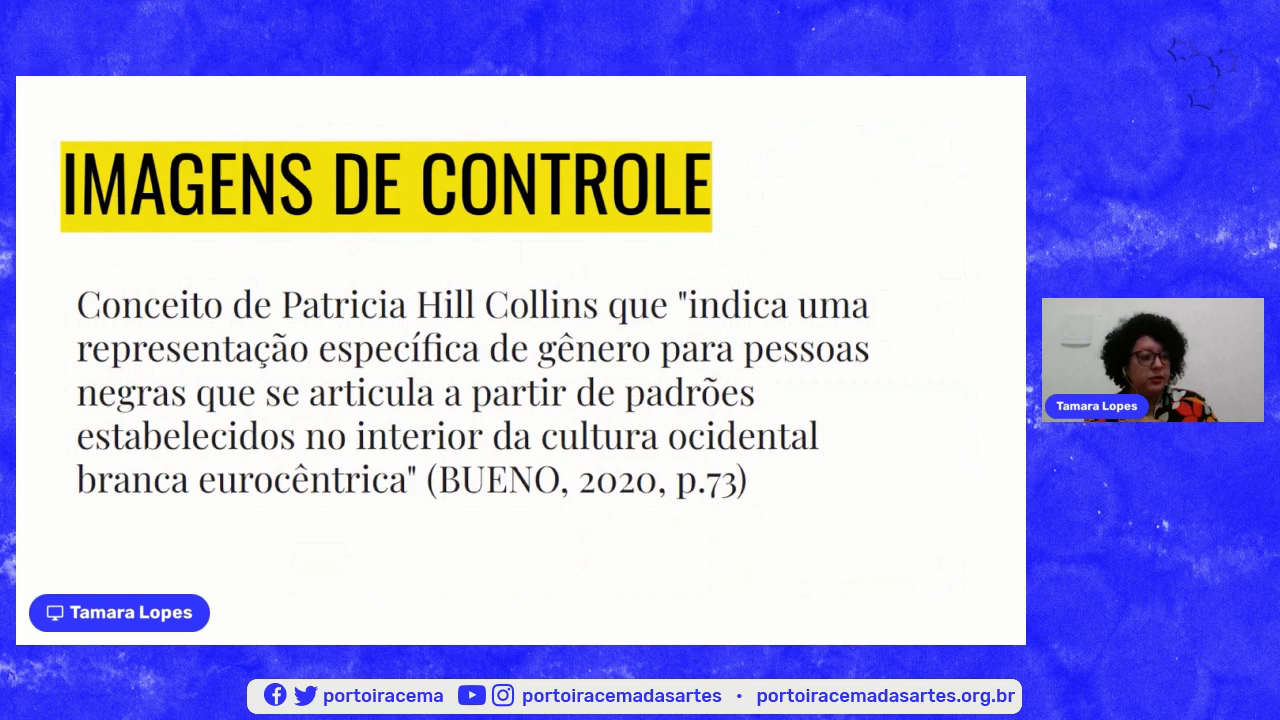 IMAGENS DE CONTROLE
Conceito de Patricia Hill Collins que "indica uma
representação específica de gênero para pessoas
negras que se articula a partir de padrões
estabelecidos no interior da cultura ocidental
branca eurocêntrica" (BUENO, 2020, p.73)
Tamara Lopes
Tamara Lopes
portoiracema portoiracemadasartes • portoiracemadasartes.org.br